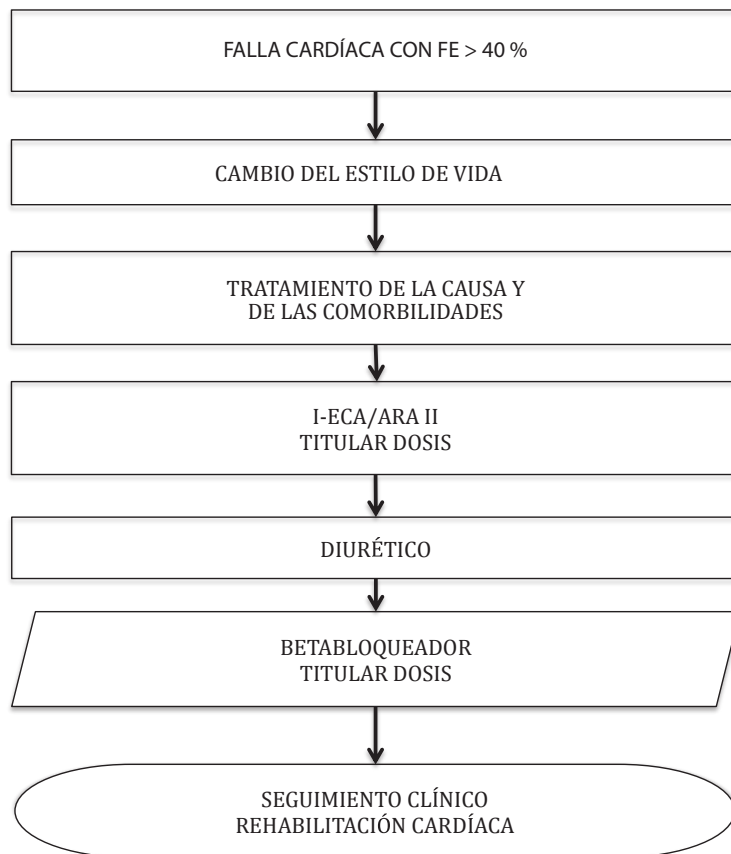 FALLA CARDÍACA CON FE > 40 %
CAMBIO DEL ESTILO DE VIDA
TRATAMIENTO DE LA CAUSA Y
DE LAS COMORBILIDADES
I-ECA/ARA II
TITULAR DOSIS
DIURÉTICO
BETABLOQUEADOR
TITULAR DOSIS
SEGUIMIENTO CLÍNICO
REHABILITACIÓN CARDÍACA